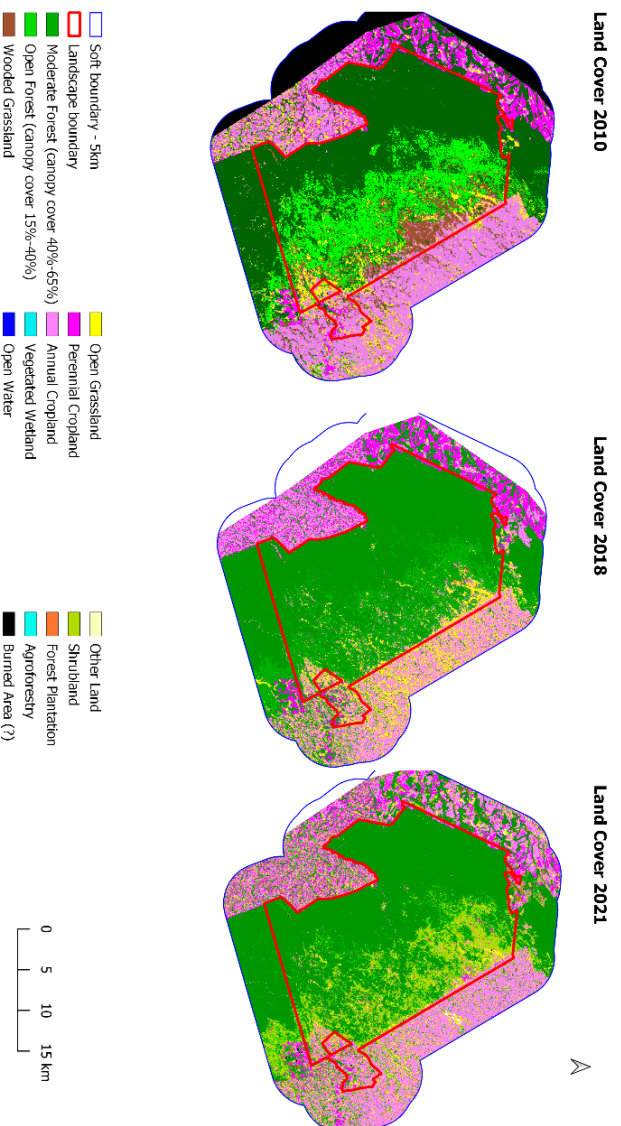 Land Cover 2010
Land Cover 2018
Land Cover 2021
Soft boundary - 5km
Landscape boundary
Moderate Forest (canopy cover 40%-65%)
Open Forest (canopy cover 15%-40%)
Wooded Grassland
Open Grassland
Perennial Cropland
Annual Cropland
Vegetated Wetland
Open Water
Other Land
Shrubland
Forest Plantation
Agroforestry
Burned Area (?)
0 5 10 15 km